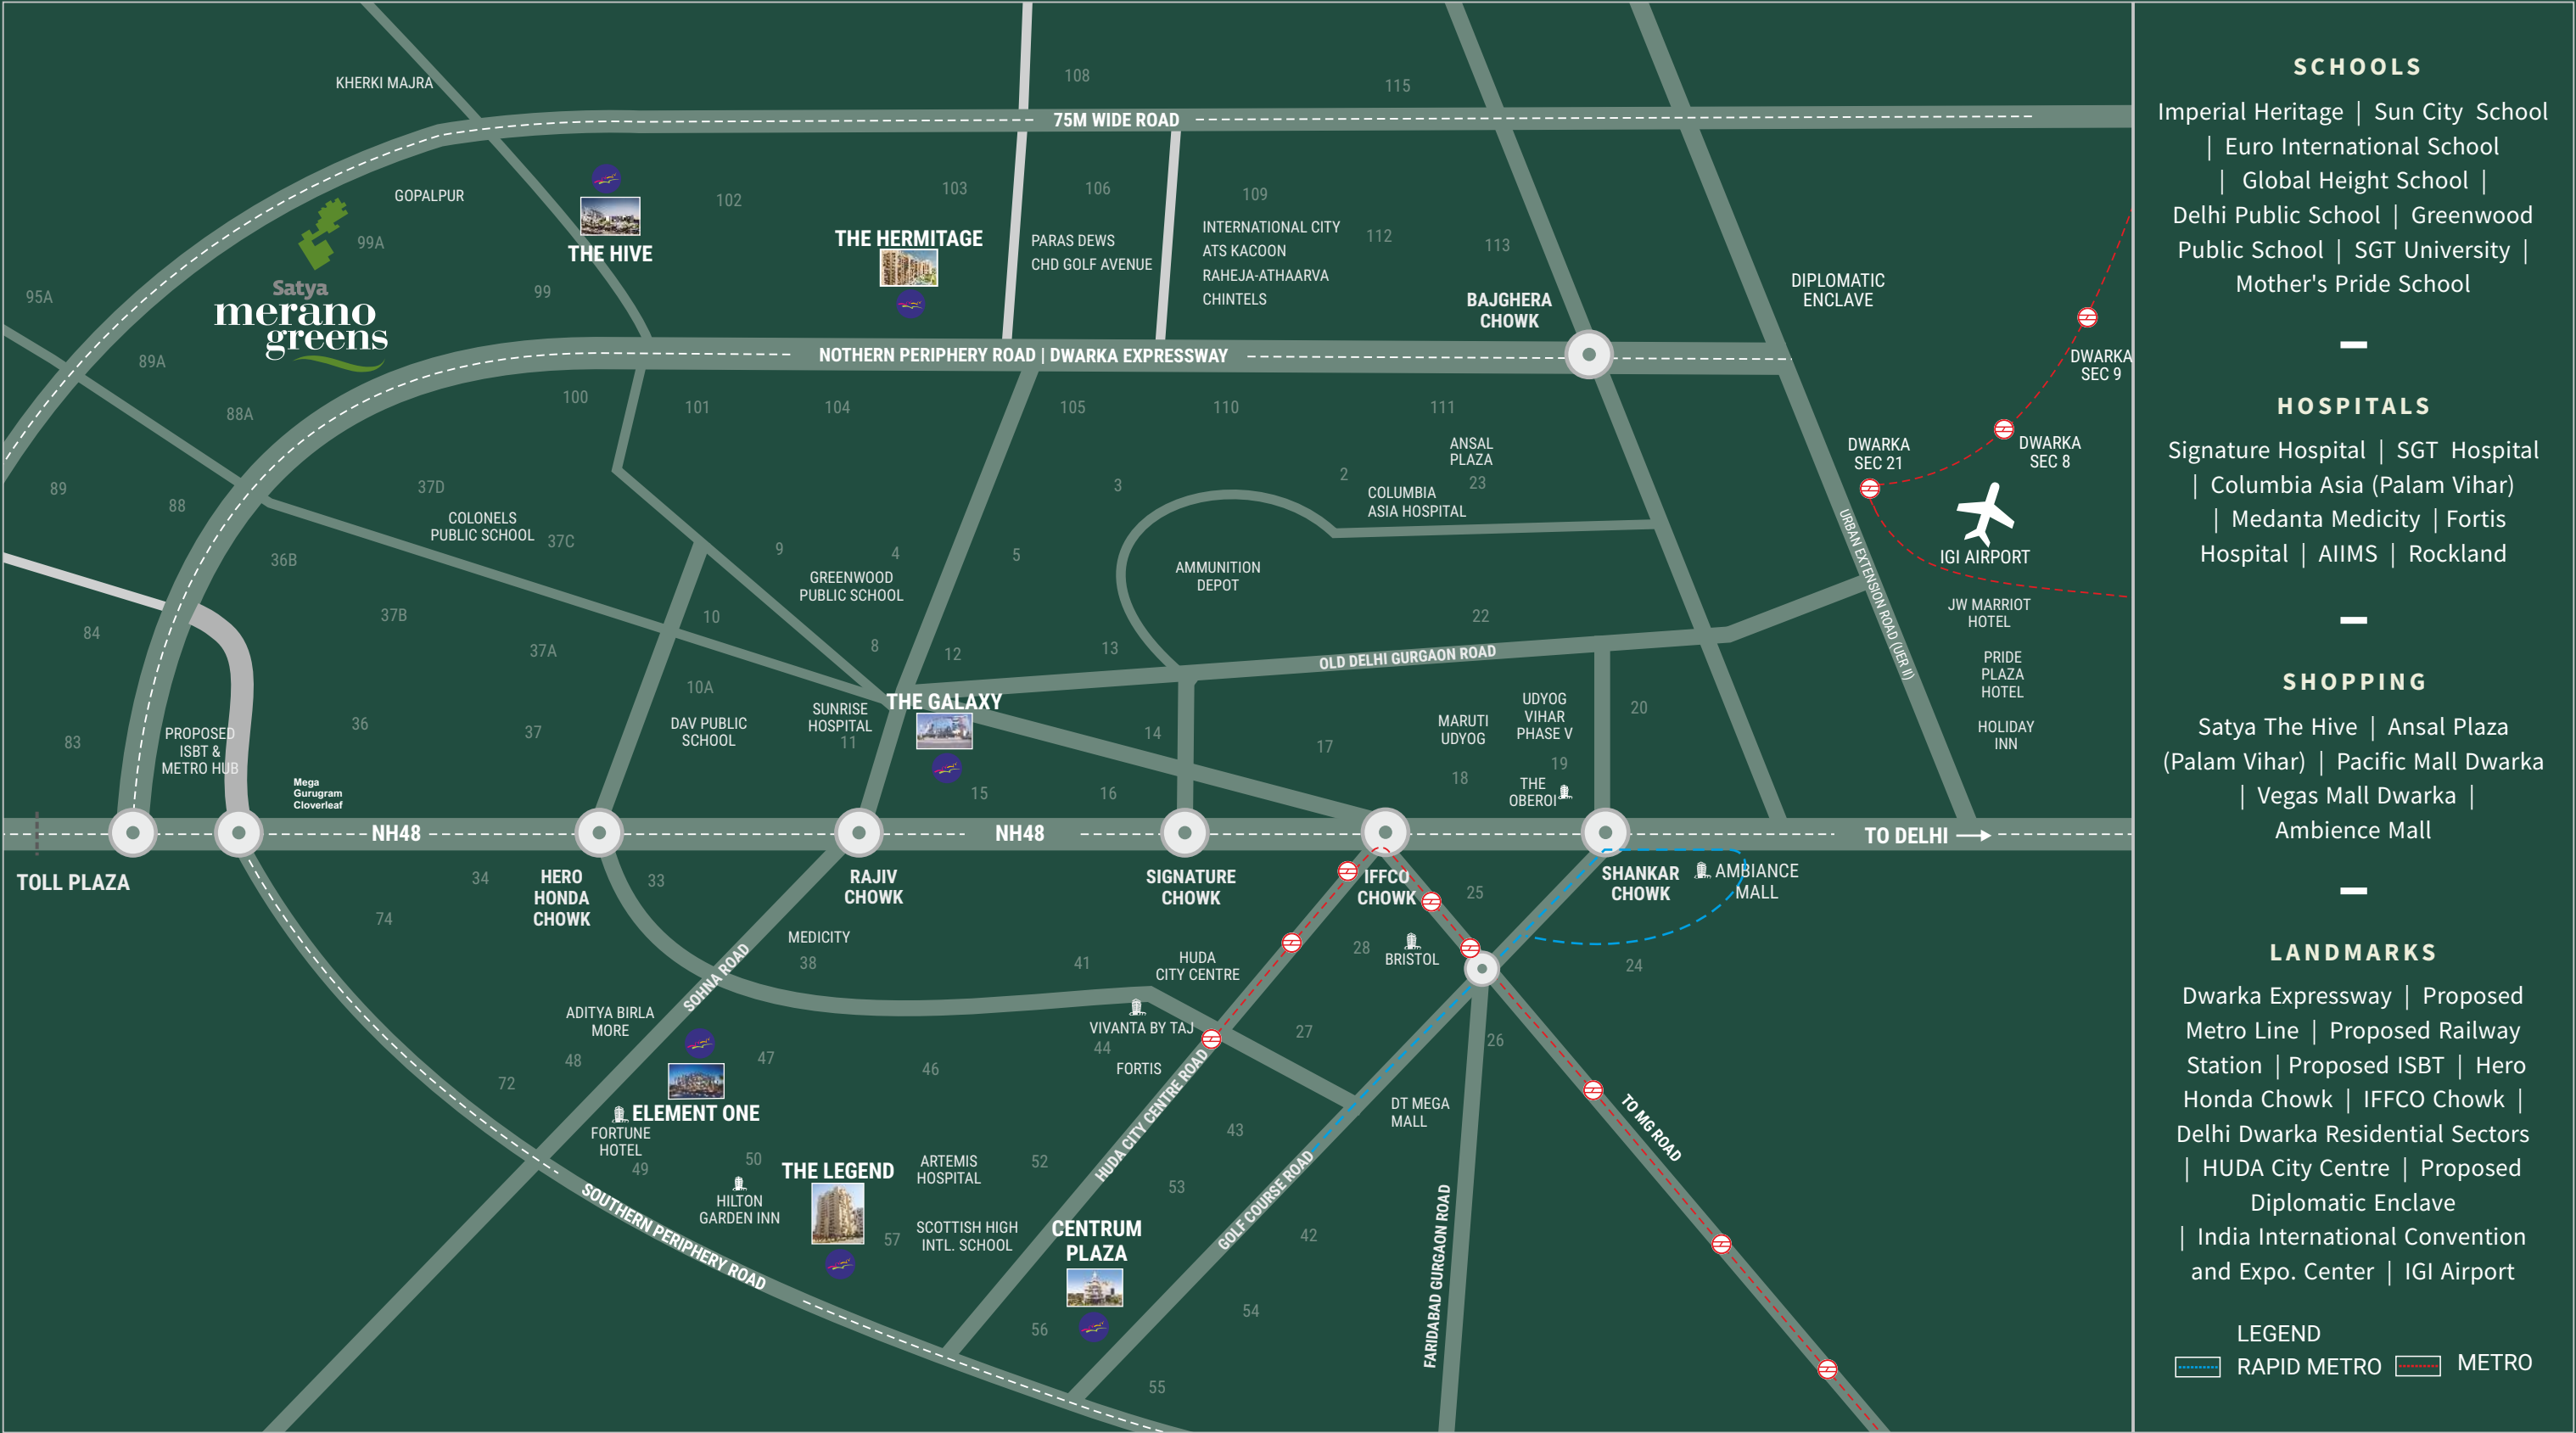 KHERKI MAJRA
108
115
75M WIDE ROAD
GOPALPUR
99A
Satya
merano
greens
THE HIVE
102
103
THE HERMITAGE
106
PARAS DEWS
CHD GOLF AVENUE
109
INTERNATIONAL CITY
ATS KACOON
RAHEJA-ATHAARVA
CHINTELS
112
113
BAJGHERA
CHOWK
DIPLOMATIC
ENCLAVE
95A
99
89A
88A
NOTHERN PERIPHERY ROAD | DWARKA EXPRESSWAY
DWARKA
SEC 9
DWARKA
SEC 8
DWARKA
SEC 21
100
101
104
105
110
111
ANSAL
PLAZA
23
2
3
COLUMBIA
ASIA HOSPITAL
89
88
37D
COLONELS
PUBLIC SCHOOL
37C
36B
9
4
5
GREENWOOD
PUBLIC SCHOOL
AMMUNITION
DEPOT
IGI AIRPORT
URBAN EXTENSION ROAD (UER II)
JW MARRIOT
HOTEL
PRIDE
PLAZA
HOTEL
HOLIDAY
INN
84
37B
37A
10
8
12
13
22
OLD DELHI GURGAON ROAD
10A
THE GALAXY
SUNRISE
HOSPITAL
11
DAV PUBLIC
SCHOOL
83
PROPOSED
ISBT &
METRO HUB
36
37
Mega
Gurugram
Cloverleaf
14
15
16
17
MARUTI
UDYOG
18
UDYOG
VIHAR
PHASE V
19
20
THE
OBEROI
NH48
NH48
TO DELHI
TOLL PLAZA
34
HERO
HONDA
CHOWK
33
RAJIV
CHOWK
SIGNATURE
CHOWK
IFFCO
CHOWK
25
SHANKAR
CHOWK
AMBIANCE
MALL
74
MEDICITY
38
SOHNA ROAD
41
HUDA
CITY CENTRE
28
BRISTOL
24
ADITYA BIRLA
MORE
48
47
46
VIVANTA BY TAJ
44
FORTIS
27
26
72
ELEMENT ONE
FORTUNE
HOTEL
49
50
HILTON
GARDEN INN
THE LEGEND
ARTEMIS
HOSPITAL
52
57
SCOTTISH HIGH
INTL. SCHOOL
HUDA CITY CENTRE ROAD
43
53
DT MEGA
MALL
TO MG ROAD
CENTRUM
PLAZA
GOLF COURSE ROAD
42
54
56
55
FARIDABAD GURGAON ROAD
SOUTHERN PERIPHERY ROAD
SCHOOLS
Imperial Heritage | Sun City School
| Euro International School
| Global Height School |
Delhi Public School | Greenwood
Public School | SGT University |
Mother's Pride School
HOSPITALS
Signature Hospital | SGT Hospital
| Columbia Asia (Palam Vihar)
| Medanta Medicity | Fortis
Hospital | AIIMS | Rockland
SHOPPING
Satya The Hive | Ansal Plaza
(Palam Vihar) | Pacific Mall Dwarka
| Vegas Mall Dwarka |
Ambience Mall
LANDMARKS
Dwarka Expressway | Proposed
Metro Line | Proposed Railway
Station | Proposed ISBT | Hero
Honda Chowk | IFFCO Chowk |
Delhi Dwarka Residential Sectors
| HUDA City Centre | Proposed
Diplomatic Enclave
| India International Convention
and Expo. Center | IGI Airport
LEGEND
RAPID METRO
METRO